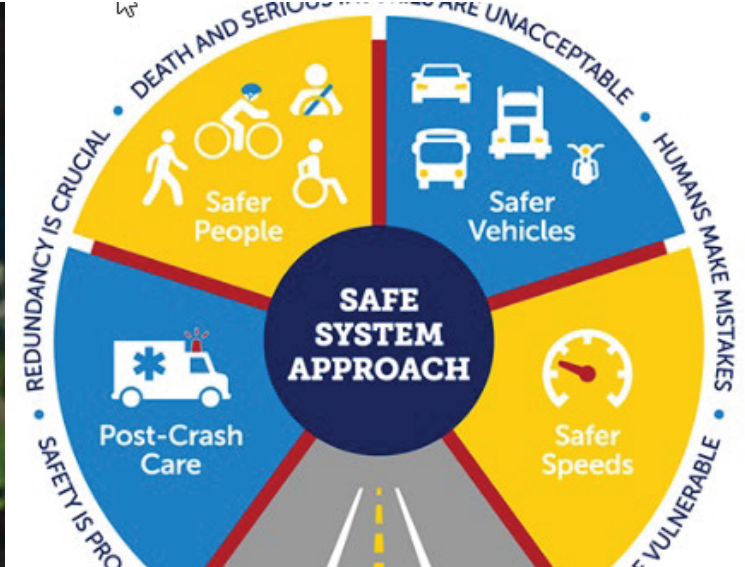 DEATH AND SERIOUS ARE UNACCEPTABLE
HUMANS MAKE MISTAKES
VULNERABLE
SAFETY IS
REDUNDANCY IS CRUCIAL
Safer
People
Safer
Vehicles
SAFE
SYSTEM
APPROACH
Post-Crash
Care
Safer
Speeds